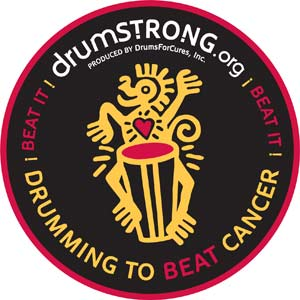 drumSTRONG.org
PRODUCED BY DrumsForCures, Inc.
¡ BEAT IT !
¡ BEAT IT !
DRUMMING TO BEAT CANCER